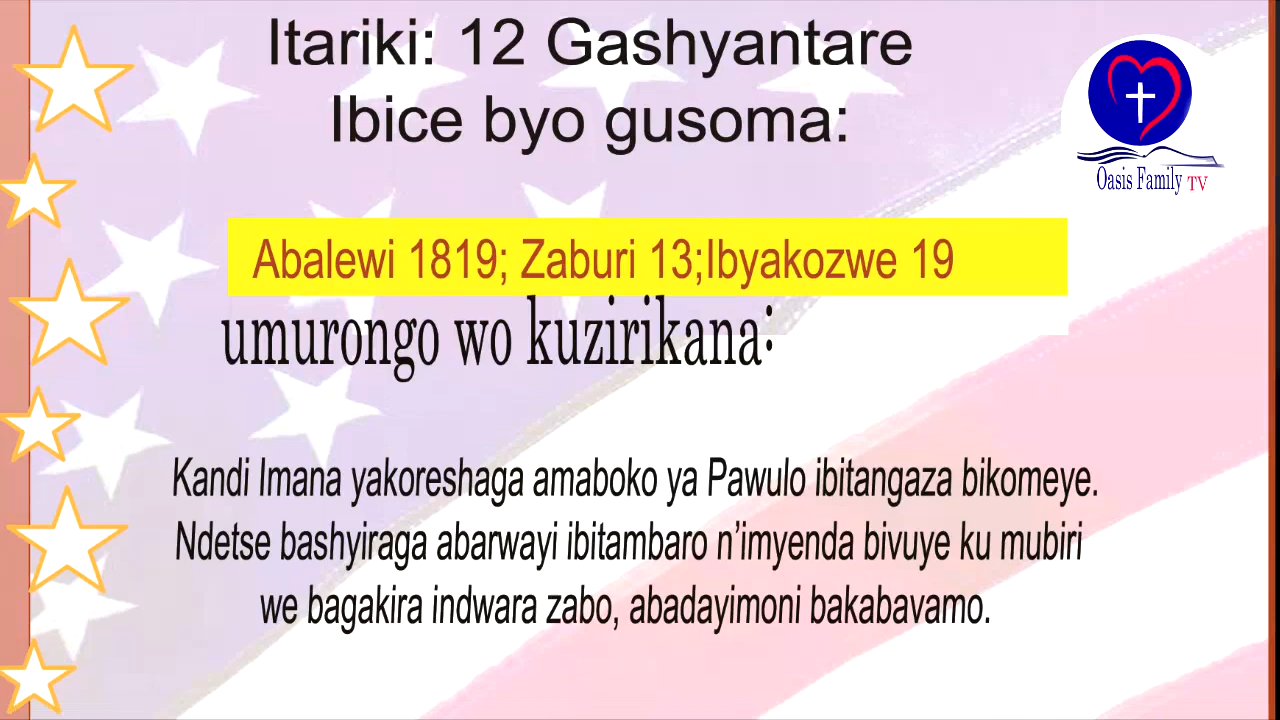 Itariki: 12 Gashyantare
Ibice byo gusoma:
Oasis Family TV
Abalewi 1819; Zaburi 13;Ibyakozwe 19
umurongo wo kuzirikana:
Kandi Imana yakoreshaga amaboko ya Pawulo ibitangaza bikomeye.
Ndetse bashyiraga abarwayi ibitambaro n’imyenda bivuye ku mubiri
we bagakira indwara zabo, abadayimoni bakabavamo.